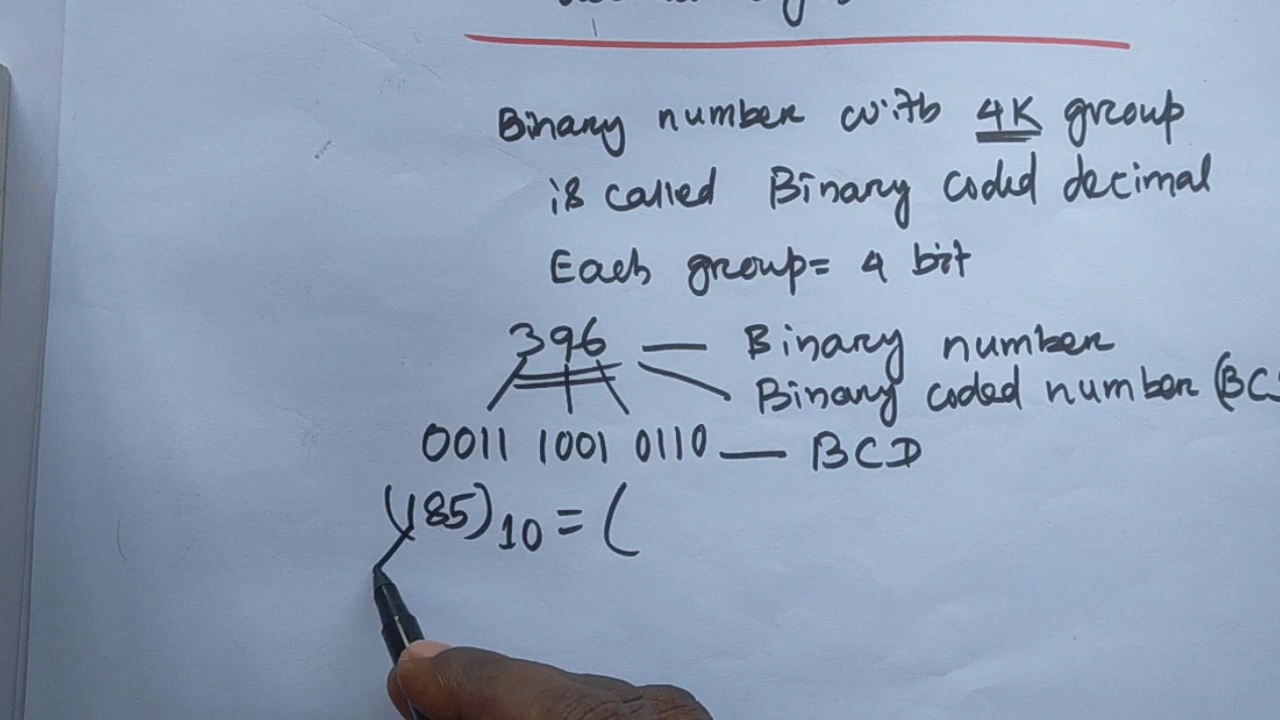 Binary number with 4K group
is called Binary coded decimal
Each group= 4 bit
396 — Binary number
Binary coded number (BC
0011 1001 0110 — BCD
(185)10 = (